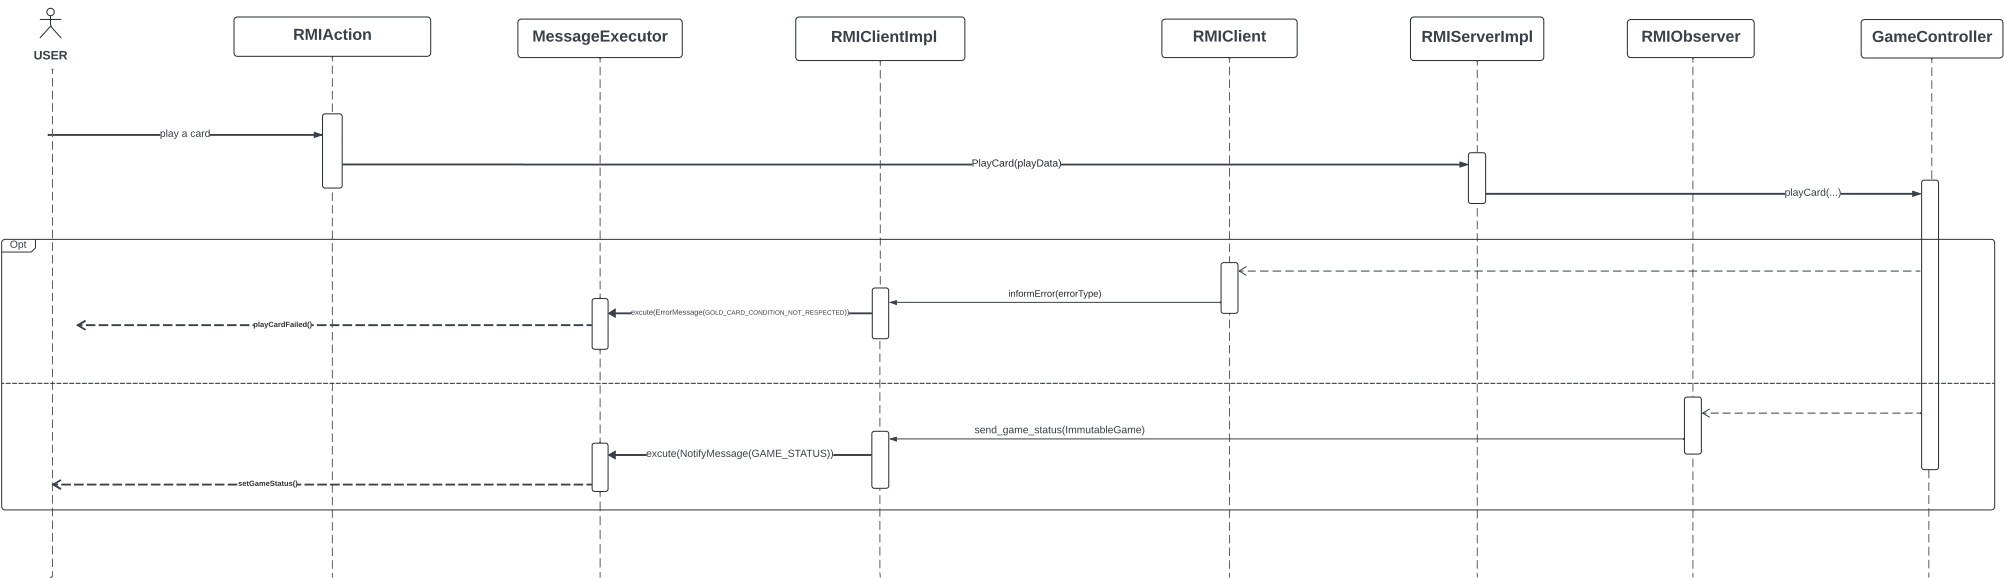 USER
RMIAction
MessageExecutor
RMIClientImpl
RMIClient
RMIServerImpl
RMIObserver
GameController
play a card
PlayCard(playData)
playCard(...)
Opt
informError(errorType)
excute(ErrorMessage(GOLD_CARD_CONDITION_NOT_RESPECTED))
playCardFailed()
send_game_status(ImmutableGame)
excute(NotifyMessage(GAME_STATUS))
setGameStatus()